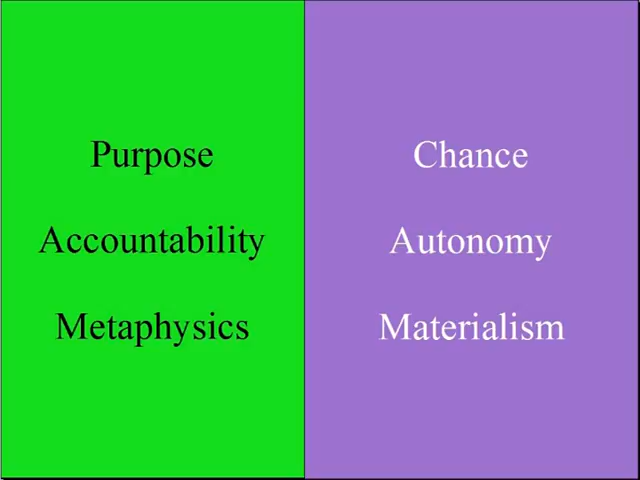 Purpose
Accountability
Metaphysics
Chance
Autonomy
Materialism